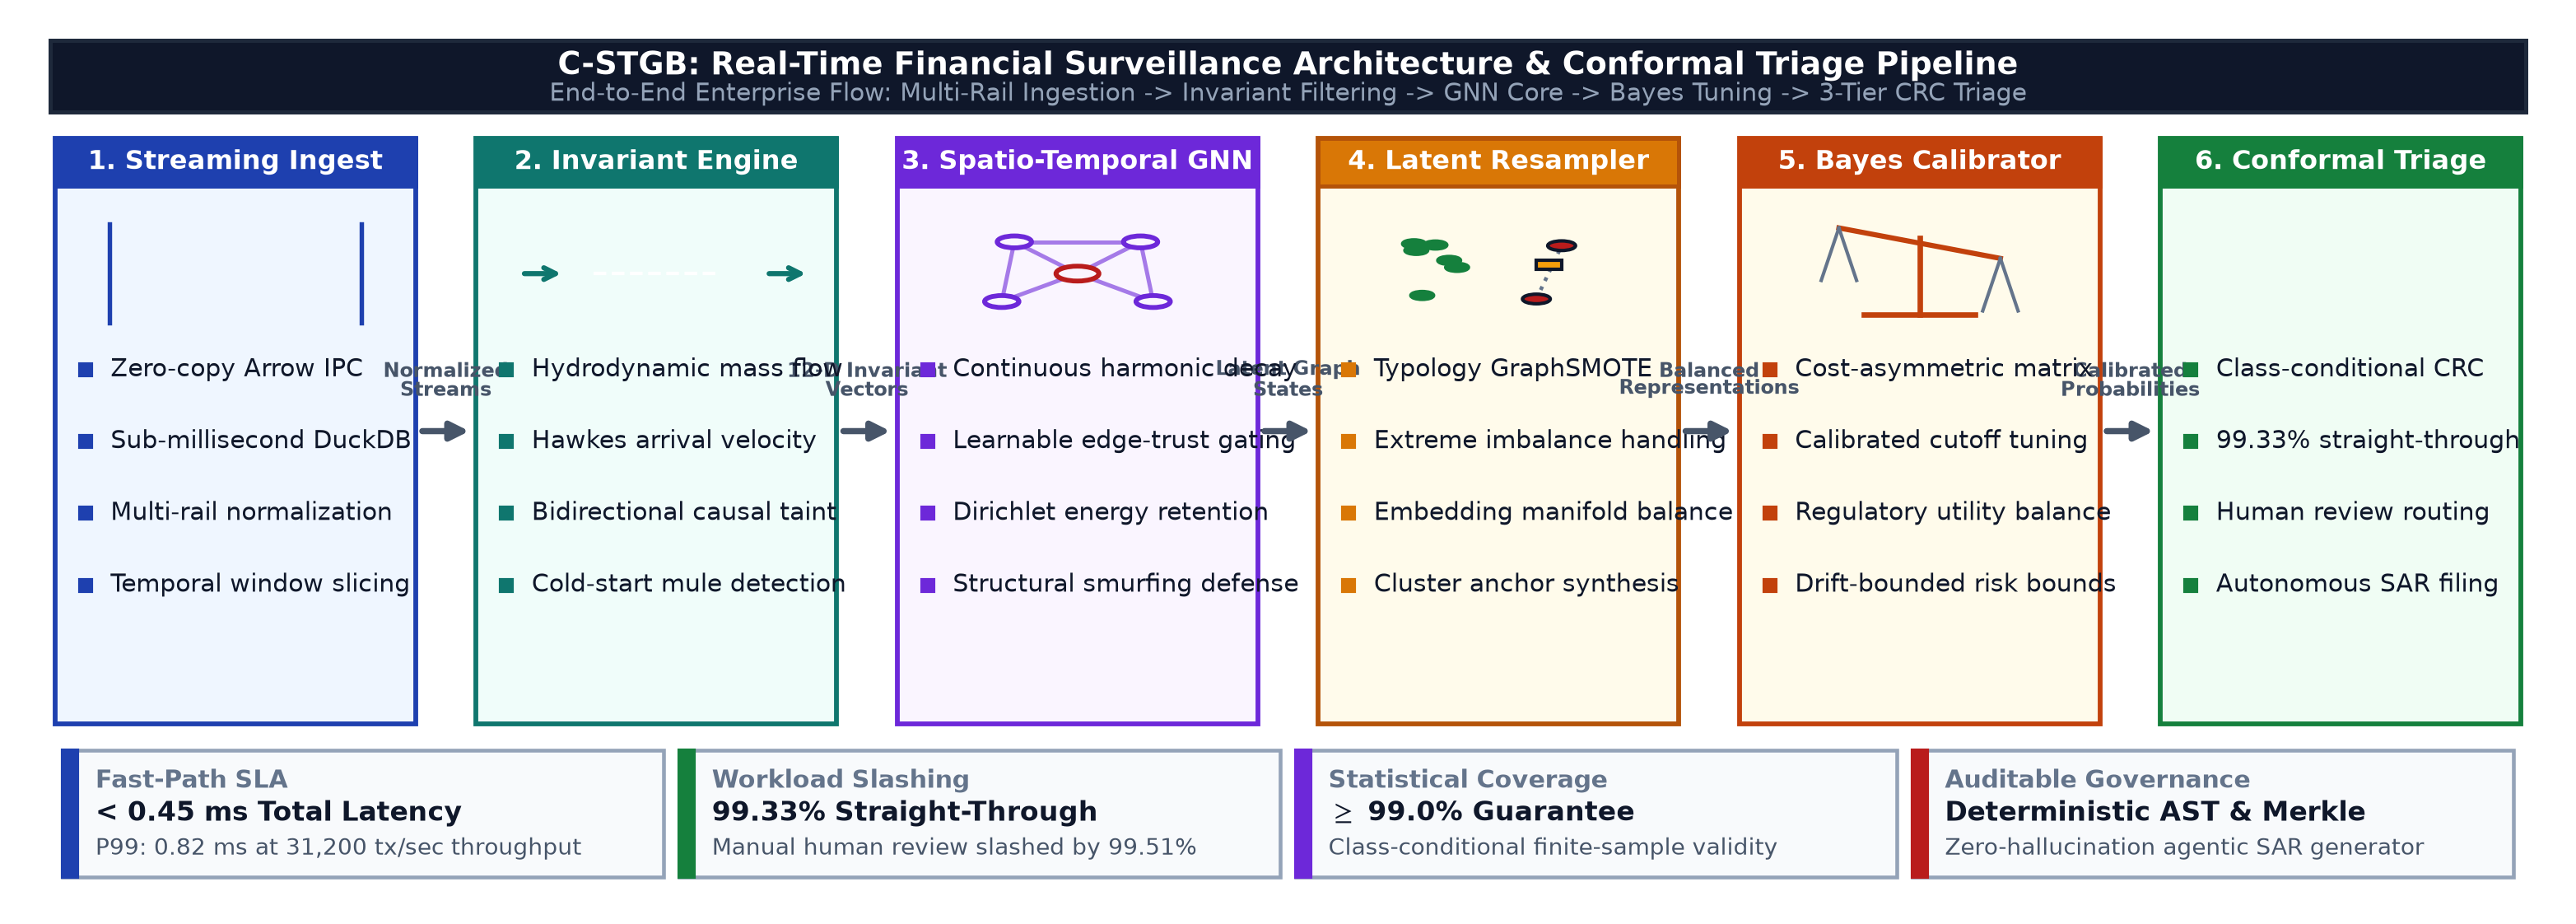 C-STGB: Real-Time Financial Surveillance Architecture & Conformal Triage Pipeline
End-to-End Enterprise Flow: Multi-Rail Ingestion -> Invariant Filtering -> GNN Core -> Bayes Tuning -> 3-Tier CRC Triage
1. Streaming Ingest
Zero-copy Arrow IPC
Sub-millisecond DuckDB
Multi-rail normalization
Temporal window slicing
Normalized
Streams
2. Invariant Engine
Hydrodynamic mass flow
Hawkes arrival velocity
Bidirectional causal taint
Cold-start mule detection
Invariant
Vectors
3. Spatio-Temporal GNN
Continuous harmonic decay
Learnable edge-trust gating
Dirichlet energy retention
Structural smurfing defense
Latent Graph
States
4. Latent Resampler
Typology GraphSMOTE
Extreme imbalance handling
Embedding manifold balance
Cluster anchor synthesis
Balanced
Representations
5. Bayes Calibrator
Cost-asymmetric matrix
Calibrated cutoff tuning
Regulatory utility balance
Drift-bounded risk bounds
Calibrated
Probabilities
6. Conformal Triage
Class-conditional CRC
99.33% straight-through
Human review routing
Autonomous SAR filing
Fast-Path SLA
< 0.45 ms Total Latency
P99: 0.82 ms at 31,200 tx/sec throughput
Workload Slashing
99.33% Straight-Through
Manual human review slashed by 99.51%
Statistical Coverage
≥ 99.0% Guarantee
Class-conditional finite-sample validity
Auditable Governance
Deterministic AST & Merkle
Zero-hallucination agentic SAR generator